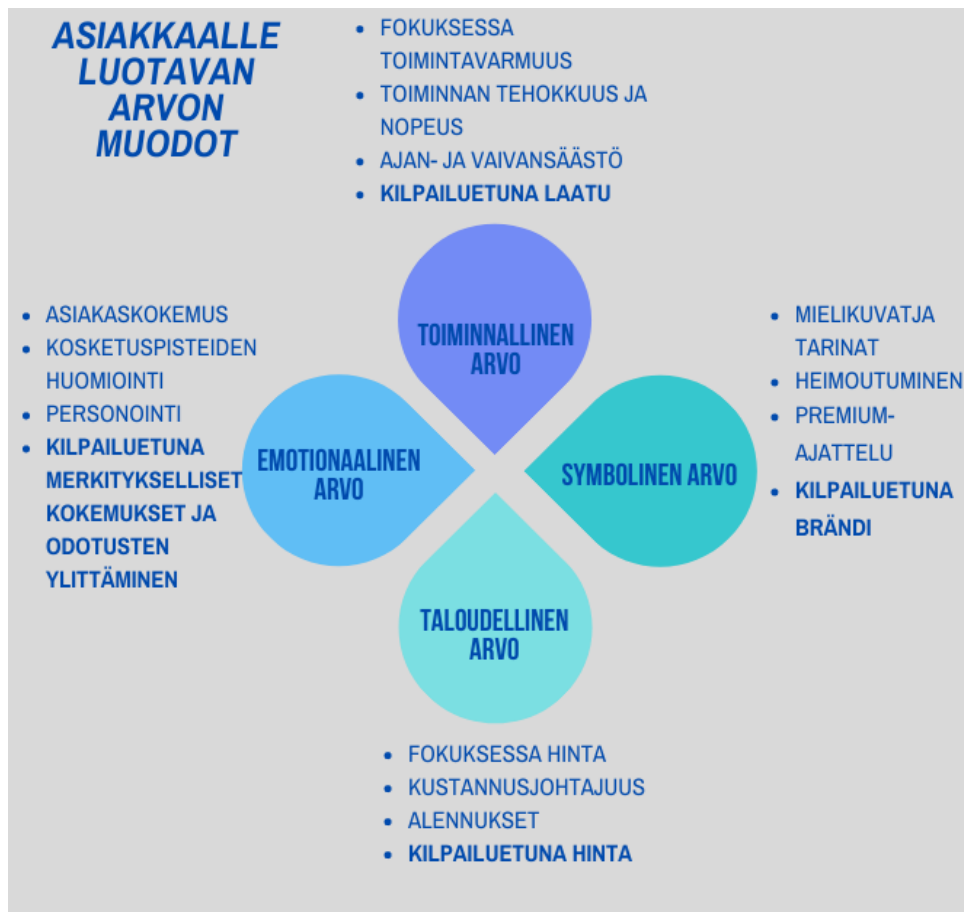 ASIAKKAALLE
LUOTAVAN
ARVON
MUODOT
• FOKUKSESSA
TOIMINTAVARMUUS
• TOIMINNAN TEHOKKUUS JA
NOPEUS
• AJAN- JA VAIVANSÄÄSTÖ
• KILPAILUETUNA LAATU
TOIMINNALLINEN
ARVO
• ASIAKASKOKEMUS
• KOSKETUSPISTEIDEN
HUOMIOINTI
• PERSONOINTI
• KILPAILUETUNA
MERKITYKSELLISET
KOKEMUKSET JA
ODOTUSTEN
YLITTÄMINEN
EMOTIONAALINEN
ARVO
SYMBOLINEN ARVO
• MIELIKUVATJA
TARINAT
• HEIMOUTUMINEN
• PREMIUM-
AJATTELU
• KILPAILUETUNA
BRÄNDI
TALOUDELLINEN
ARVO
• FOKUKSESSA HINTA
• KUSTANNUSJOHTAJUUS
• ALENNUKSET
• KILPAILUETUNA HINTA